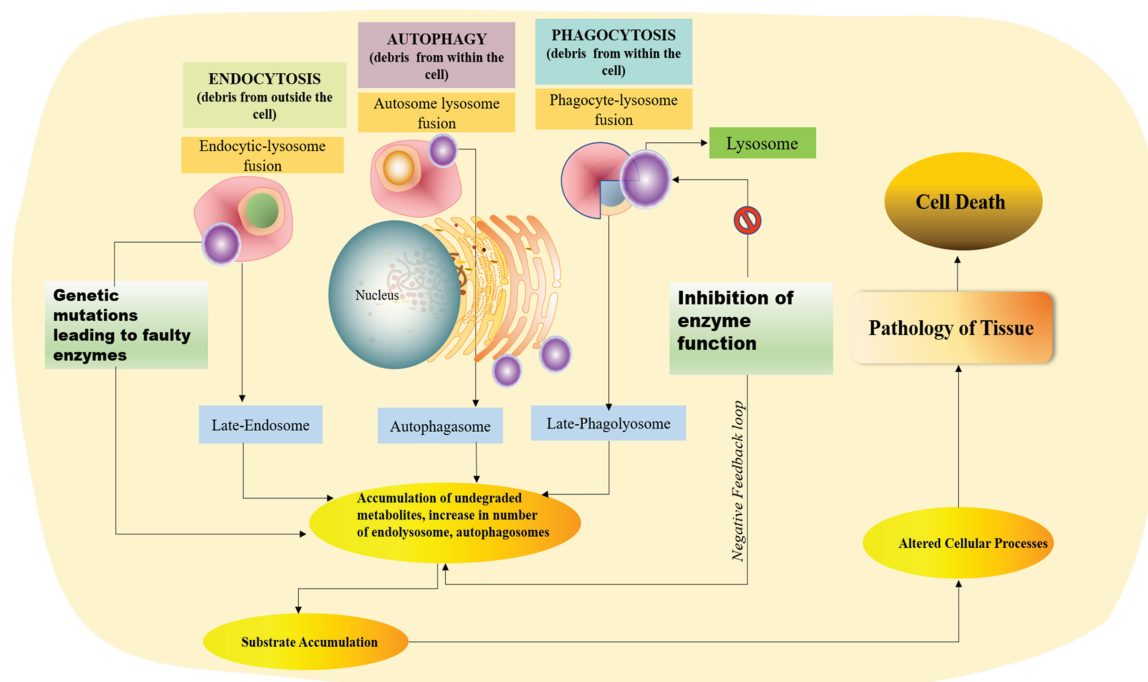 ENDOCYTOSIS
(debris from outside the
cell)
Endocytic-lysosome
fusion
AUTOPHAGY
(debris from within the
cell)
Autosome lysosome
fusion
PHAGOCYTOSIS
(debris from within the
cell)
Phagocyte-lysosome
fusion
Lysosome
Cell Death
Genetic
mutations
leading to faulty
enzymes
Nucleus
Inhibition of
enzyme
function
Pathology of Tissue
Late-Endosome
Autophagasome
Late-Phagolyosome
Negative Feedback loop
Accumulation of undegraded
metabolites, increase in number
of endolysosome, autophagosomes
Altered Cellular Processes
Substrate Accumulation